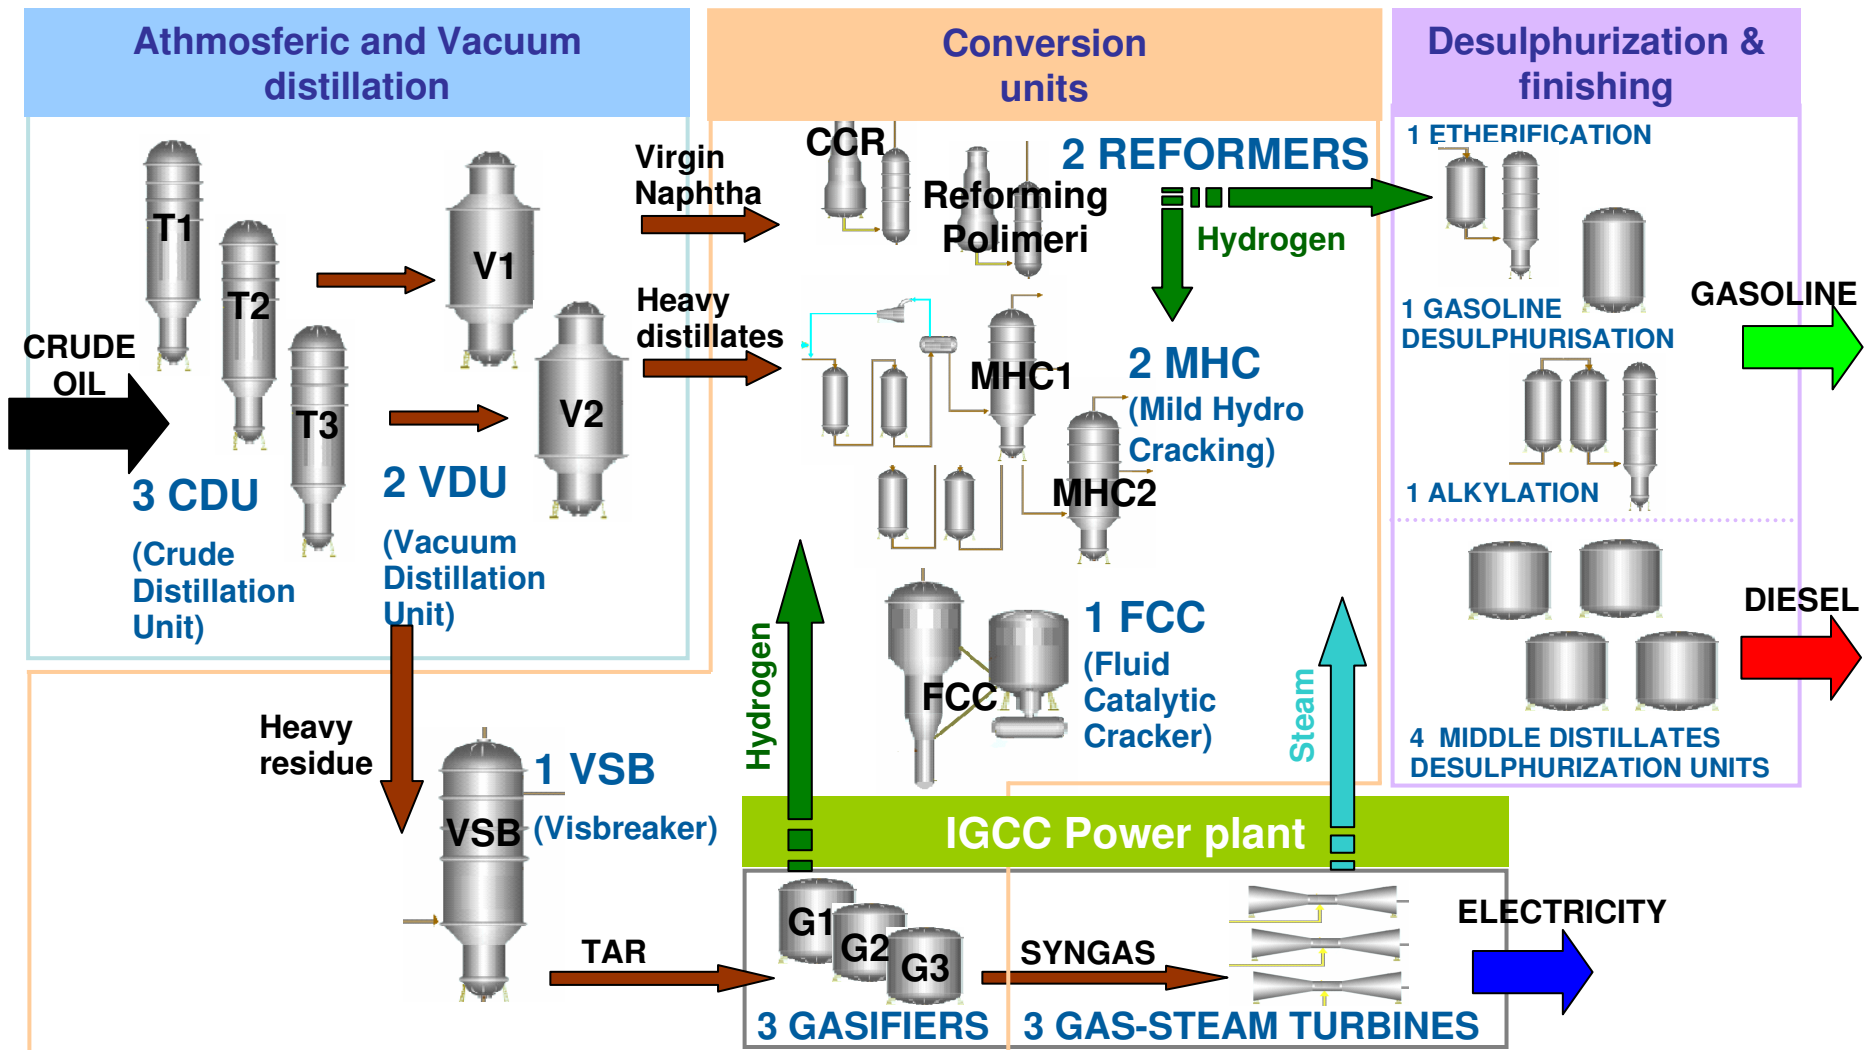 Athmosferic and Vacuum
distillation
Conversion
units
Desulphurization &
finishing
CRUDE
OIL
T1
T2
T3
V1
V2
3 CDU
(Crude
Distillation
Unit)
2 VDU
(Vacuum
Distillation
Unit)
Virgin
Naphtha
Heavy
distillates
CCR
Reforming
Polimeri
2 REFORMERS
Hydrogen
MHC1
MHC2
2 MHC
(Mild Hydro
Cracking)
FCC
1 FCC
(Fluid
Catalytic
Cracker)
Hydrogen
Steam
1 ETHERIFICATION
1 GASOLINE
DESULPHURISATION
1 ALKYLATION
GASOLINE
DIESEL
4 MIDDLE DISTILLATES
DESULPHURIZATION UNITS
Heavy
residue
VSB
1 VSB
(Visbreaker)
TAR
IGCC Power plant
G1
G2
G3
3 GASIFIERS
SYNGAS
3 GAS-STEAM TURBINES
ELECTRICITY